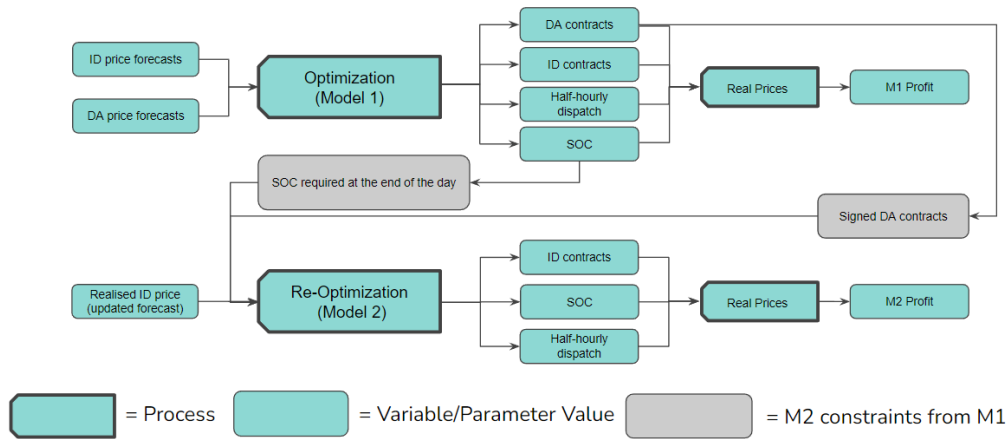 DA contracts
ID price forecasts
Optimization
(Model 1)
ID contracts
Real Prices
M1 Profit
DA price forecasts
Half-hourly
dispatch
SOC
SOC required at the end of the day
Signed DA contracts
ID contracts
Realised ID price
(updated forecast)
Re-Optimization
(Model 2)
SOC
Real Prices
M2 Profit
Half-hourly
dispatch
= Process
= Variable/Parameter Value
= M2 constraints from M1